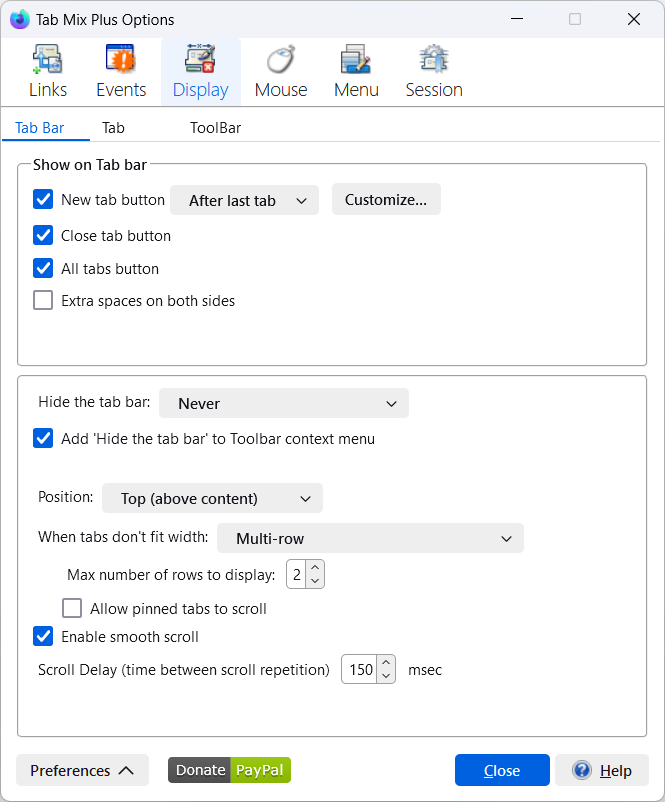 Tab Mix Plus Options
Links Events Display Mouse Menu Session
Tab Bar Tab ToolBar
Show on Tab bar
New tab button After last tab Customize...
Close tab button
All tabs button
Extra spaces on both sides
Hide the tab bar: Never
Add 'Hide the tab bar' to Toolbar context menu
Position: Top (above content)
When tabs don't fit width: Multi-row
Max number of rows to display: 2
Allow pinned tabs to scroll
Enable smooth scroll
Scroll Delay (time between scroll repetition) 150 msec
Preferences Donate PayPal Close Help